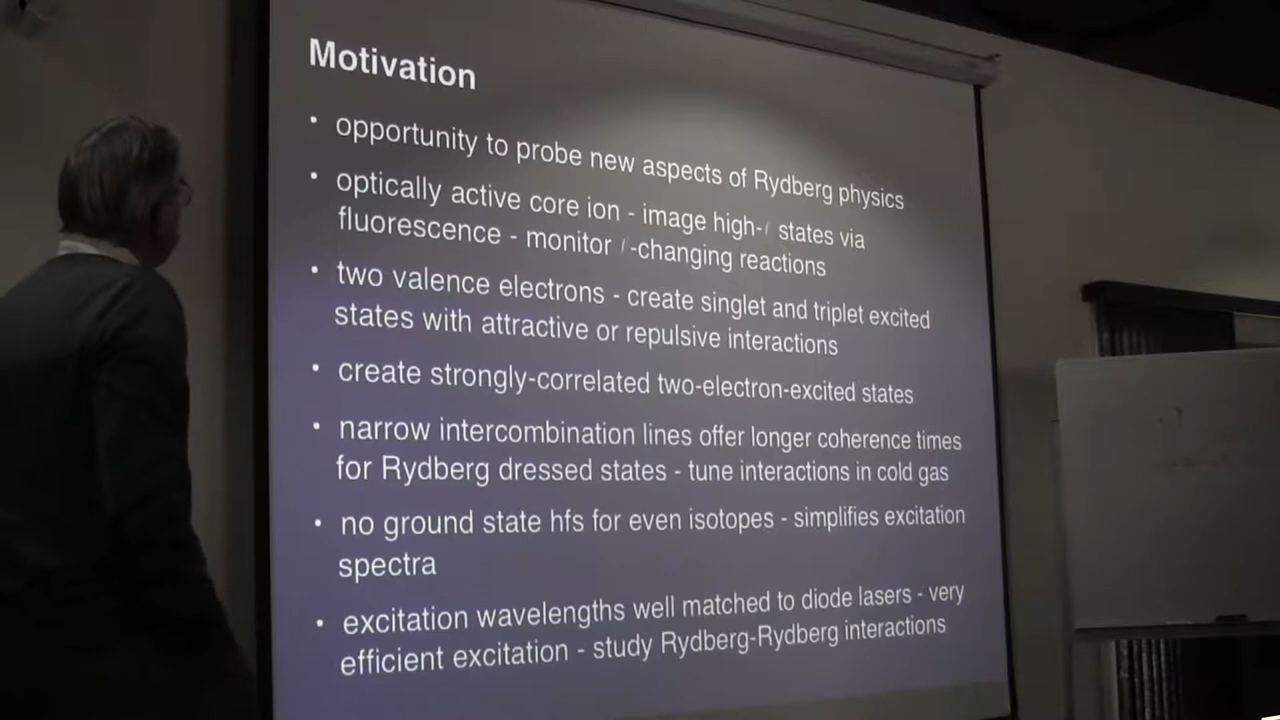 Motivation
• opportunity to probe new aspects of Rydberg physics
• optically active core ion - image high-ℓ states via
fluorescence - monitor ℓ-changing reactions
• two valence electrons - create singlet and triplet excited
states with attractive or repulsive interactions
• create strongly-correlated two-electron-excited states
• narrow intercombination lines offer longer coherence times
for Rydberg dressed states - tune interactions in cold gas
• no ground state hfs for even isotopes - simplifies excitation
spectra
• excitation wavelengths well matched to diode lasers - very
efficient excitation - study Rydberg-Rydberg interactions